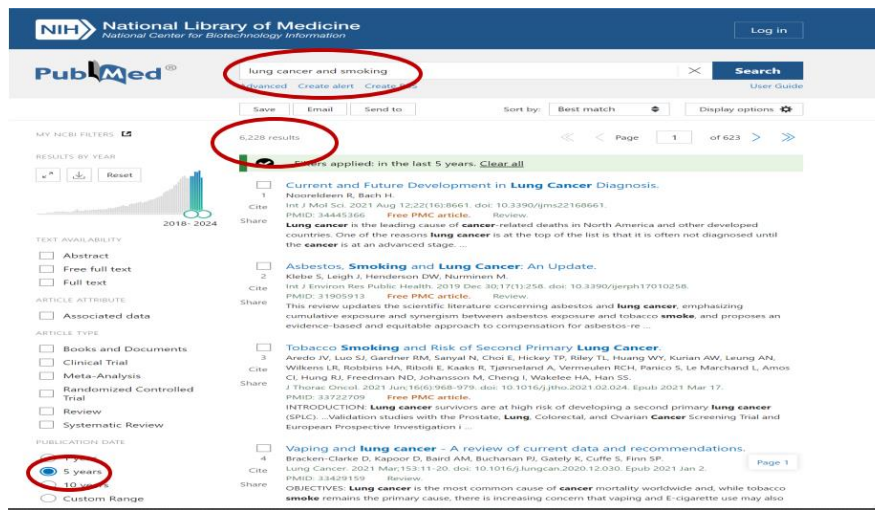 NIH National Library of Medicine
National Center for Biotechnology Information
Log in
PubMed®
lung cancer and smoking
Search
Advanced Create alert Create RSS
User Guide
Save Email Send to Sort by: Best match Display options
MY NCBI FILTERS
6,228 results
Page 1 of 623
RESULTS BY YEAR
Filters applied: in the last 5 years. Clear all
Reset
2018-2024
1
Cite
Share
Current and Future Development in Lung Cancer Diagnosis.
Nooreldeen R, Bach H.
Int J Mol Sci. 2021 Aug 12;22(16):8661. doi: 10.3390/ijms22168661.
PMID: 34445366 Free PMC article. Review.
Lung cancer is the leading cause of cancer-related deaths in North America and other developed
countries. One of the reasons lung cancer is at the top of the list is that it is often not diagnosed until
the cancer is at an advanced stage. ...
TEXT AVAILABILITY
Abstract
Free full text
Full text
2
Cite
Share
Asbestos, Smoking and Lung Cancer: An Update.
Klebe S, Leigh J, Henderson DW, Nurminen M.
Int J Environ Res Public Health. 2019 Dec 30;17(1):258. doi: 10.3390/ijerph17010258.
PMID: 31905913 Free PMC article. Review.
This review updates the scientific literature concerning asbestos and lung cancer, emphasizing
cumulative exposure and synergism between asbestos exposure and tobacco smoke, and proposes an
evidence-based and equitable approach to compensation for asbestos-re ...
ARTICLE ATTRIBUTE
Associated data
ARTICLE TYPE
Books and Documents
Clinical Trial
Meta-Analysis
Randomized Controlled
Trial
Review
Systematic Review
3
Cite
Share
Tobacco Smoking and Risk of Second Primary Lung Cancer.
Aredo JV, Luo SJ, Gardner RM, Sanyal N, Choi E, Hickey TP, Riley TL, Huang WY, Kurian AW, Leung AN,
Wilkens LR, Robbins HA, Riboli E, Kaaks R, Tjønneland A, Vermeulen RCH, Panico S, Le Marchand L, Amos
CI, Hung RJ, Freedman ND, Johansson M, Cheng I, Wakelee HA, Han SS.
J Thorac Oncol. 2021 Jun;16(6):968-979. doi: 10.1016/j.jtho.2021.02.024. Epub 2021 Mar 17.
PMID: 33722709 Free PMC article.
INTRODUCTION: Lung cancer survivors are at high risk of developing a second primary lung cancer
(SPLC). ...Validation studies with the Prostate, Lung, Colorectal, and Ovarian Cancer Screening Trial and
European Prospective Investigation i ...
PUBLICATION DATE
1 year
5 years
10 years
Custom Range
4
Cite
Share
Vaping and lung cancer - A review of current data and recommendations.
Bracken-Clarke D, Kapoor D, Baird AM, Buchanan PJ, Gately K, Cuffe S, Finn SP.
Lung Cancer. 2021 Mar;153:11-20. doi: 10.1016/j.lungcan.2020.12.030. Epub 2021 Jan 2.
PMID: 33429159 Review.
OBJECTIVES: Lung cancer is the most common cause of cancer mortality worldwide and, while tobacco
smoke remains the primary cause, there is increasing concern that vaping and E-cigarette use may also
Page 1